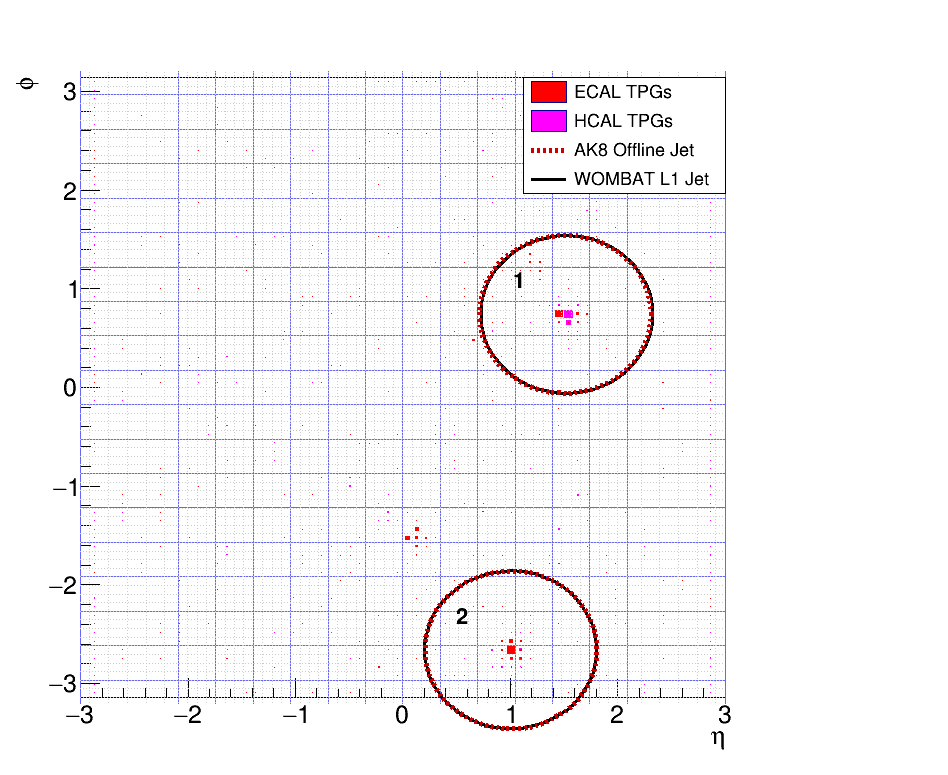 ϕ
3
ECAL TPGs
HCAL TPGs
AK8 Offline Jet
WOMBAT L1 Jet
2
1
1
0
−1
−2
2
−3
−3 −2 −1 0 1 2 3
η